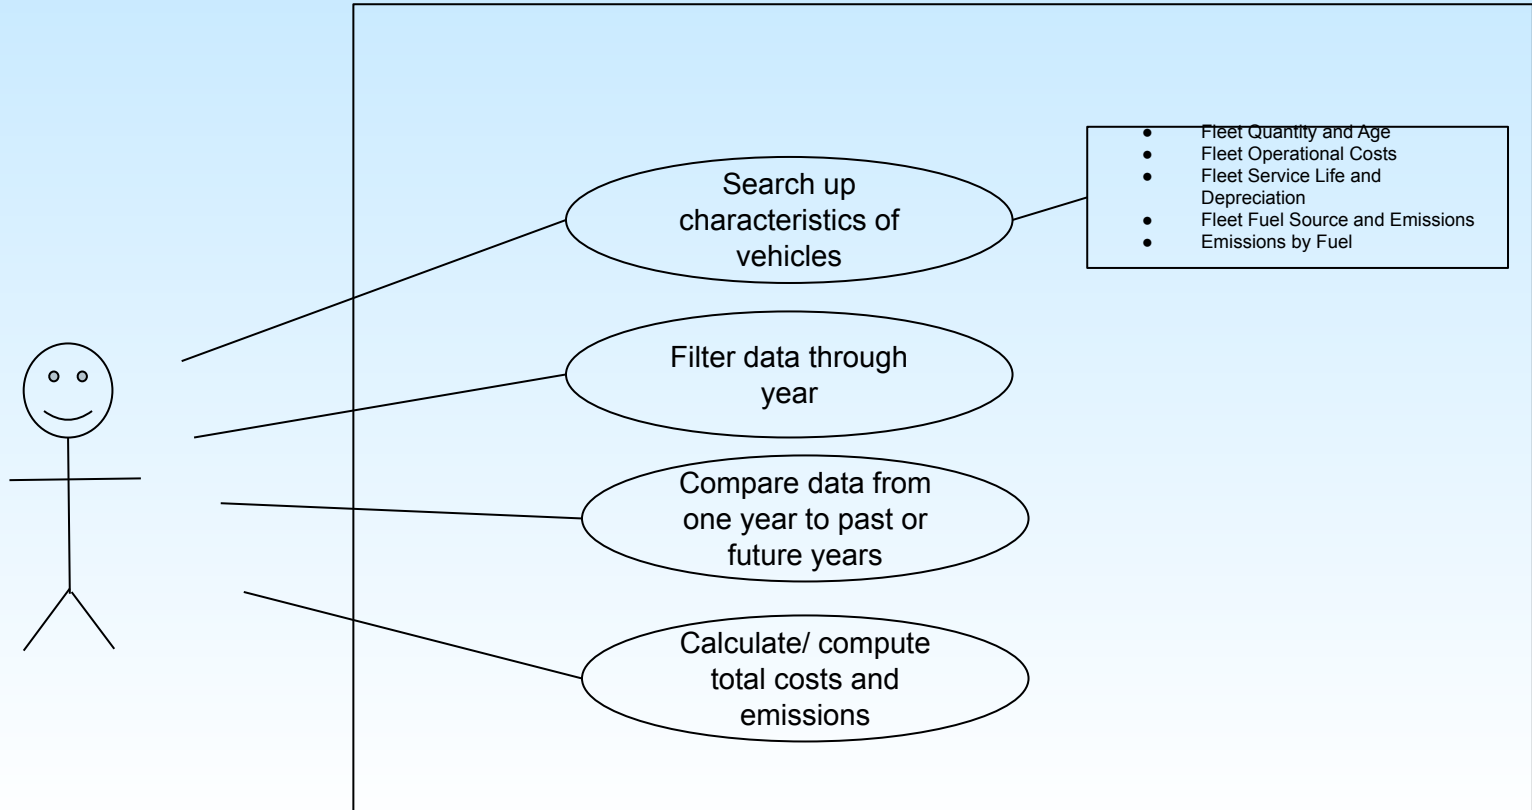 Search up
characteristics of
vehicles
● Fleet Quantity and Age
● Fleet Operational Costs
● Fleet Service Life and
Depreciation
● Fleet Fuel Source and Emissions
● Emissions by Fuel
Filter data through
year
Compare data from
one year to past or
future years
Calculate/ compute
total costs and
emissions